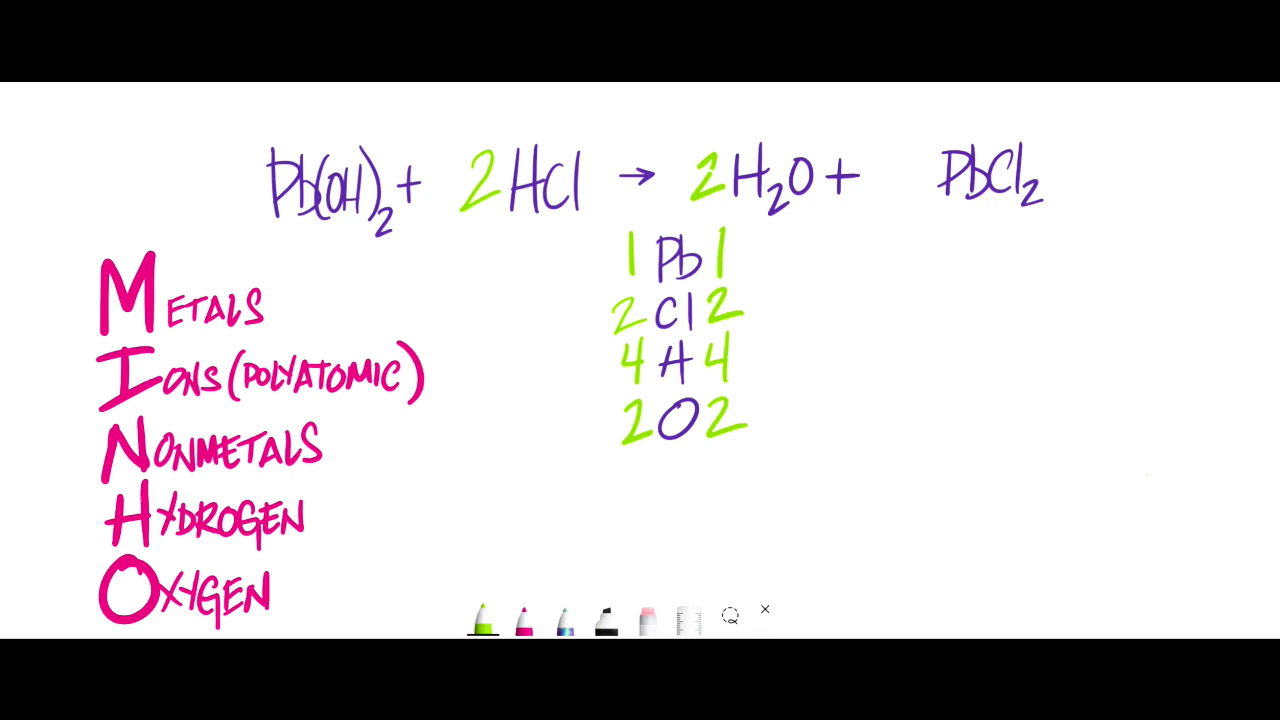 Pb(OH)₂ + 2HCl → 2H₂O + PbCl₂
1 Pb 1
2 Cl 2
4 H 4
2 O 2
METALS
IONS (POLYATOMIC)
NONMETALS
HYDROGEN
OXYGEN